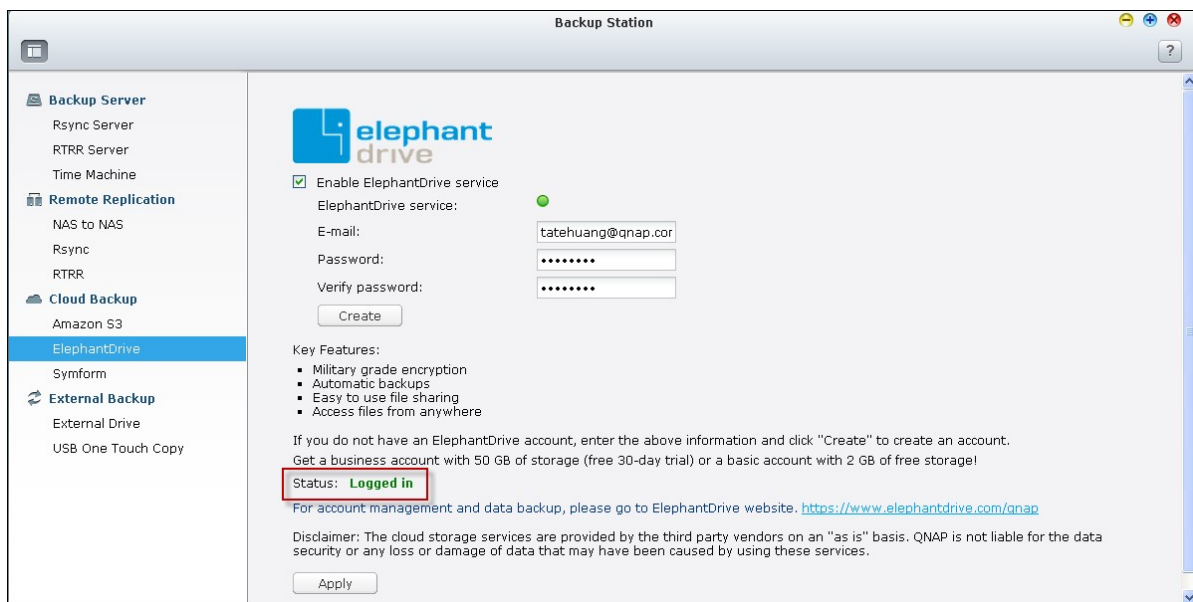 Backup Station
?
Backup Server
Rsync Server
RTRR Server
Time Machine
Remote Replication
NAS to NAS
Rsync
RTRR
Cloud Backup
Amazon S3
ElephantDrive
Symform
External Backup
External Drive
USB One Touch Copy
elephant
drive
Enable ElephantDrive service
ElephantDrive service:
E-mail: tatehuang@qnap.cor
Password: ••••••••
Verify password: ••••••••
Create
Key Features:
▪ Military grade encryption
▪ Automatic backups
▪ Easy to use file sharing
▪ Access files from anywhere
If you do not have an ElephantDrive account, enter the above information and click "Create" to create an account.
Get a business account with 50 GB of storage (free 30-day trial) or a basic account with 2 GB of free storage!
Status: Logged in
For account management and data backup, please go to ElephantDrive website. https://www.elephantdrive.com/qnap
Disclaimer: The cloud storage services are provided by the third party vendors on an "as is" basis. QNAP is not liable for the data
security or any loss or damage of data that may have been caused by using these services.
Apply